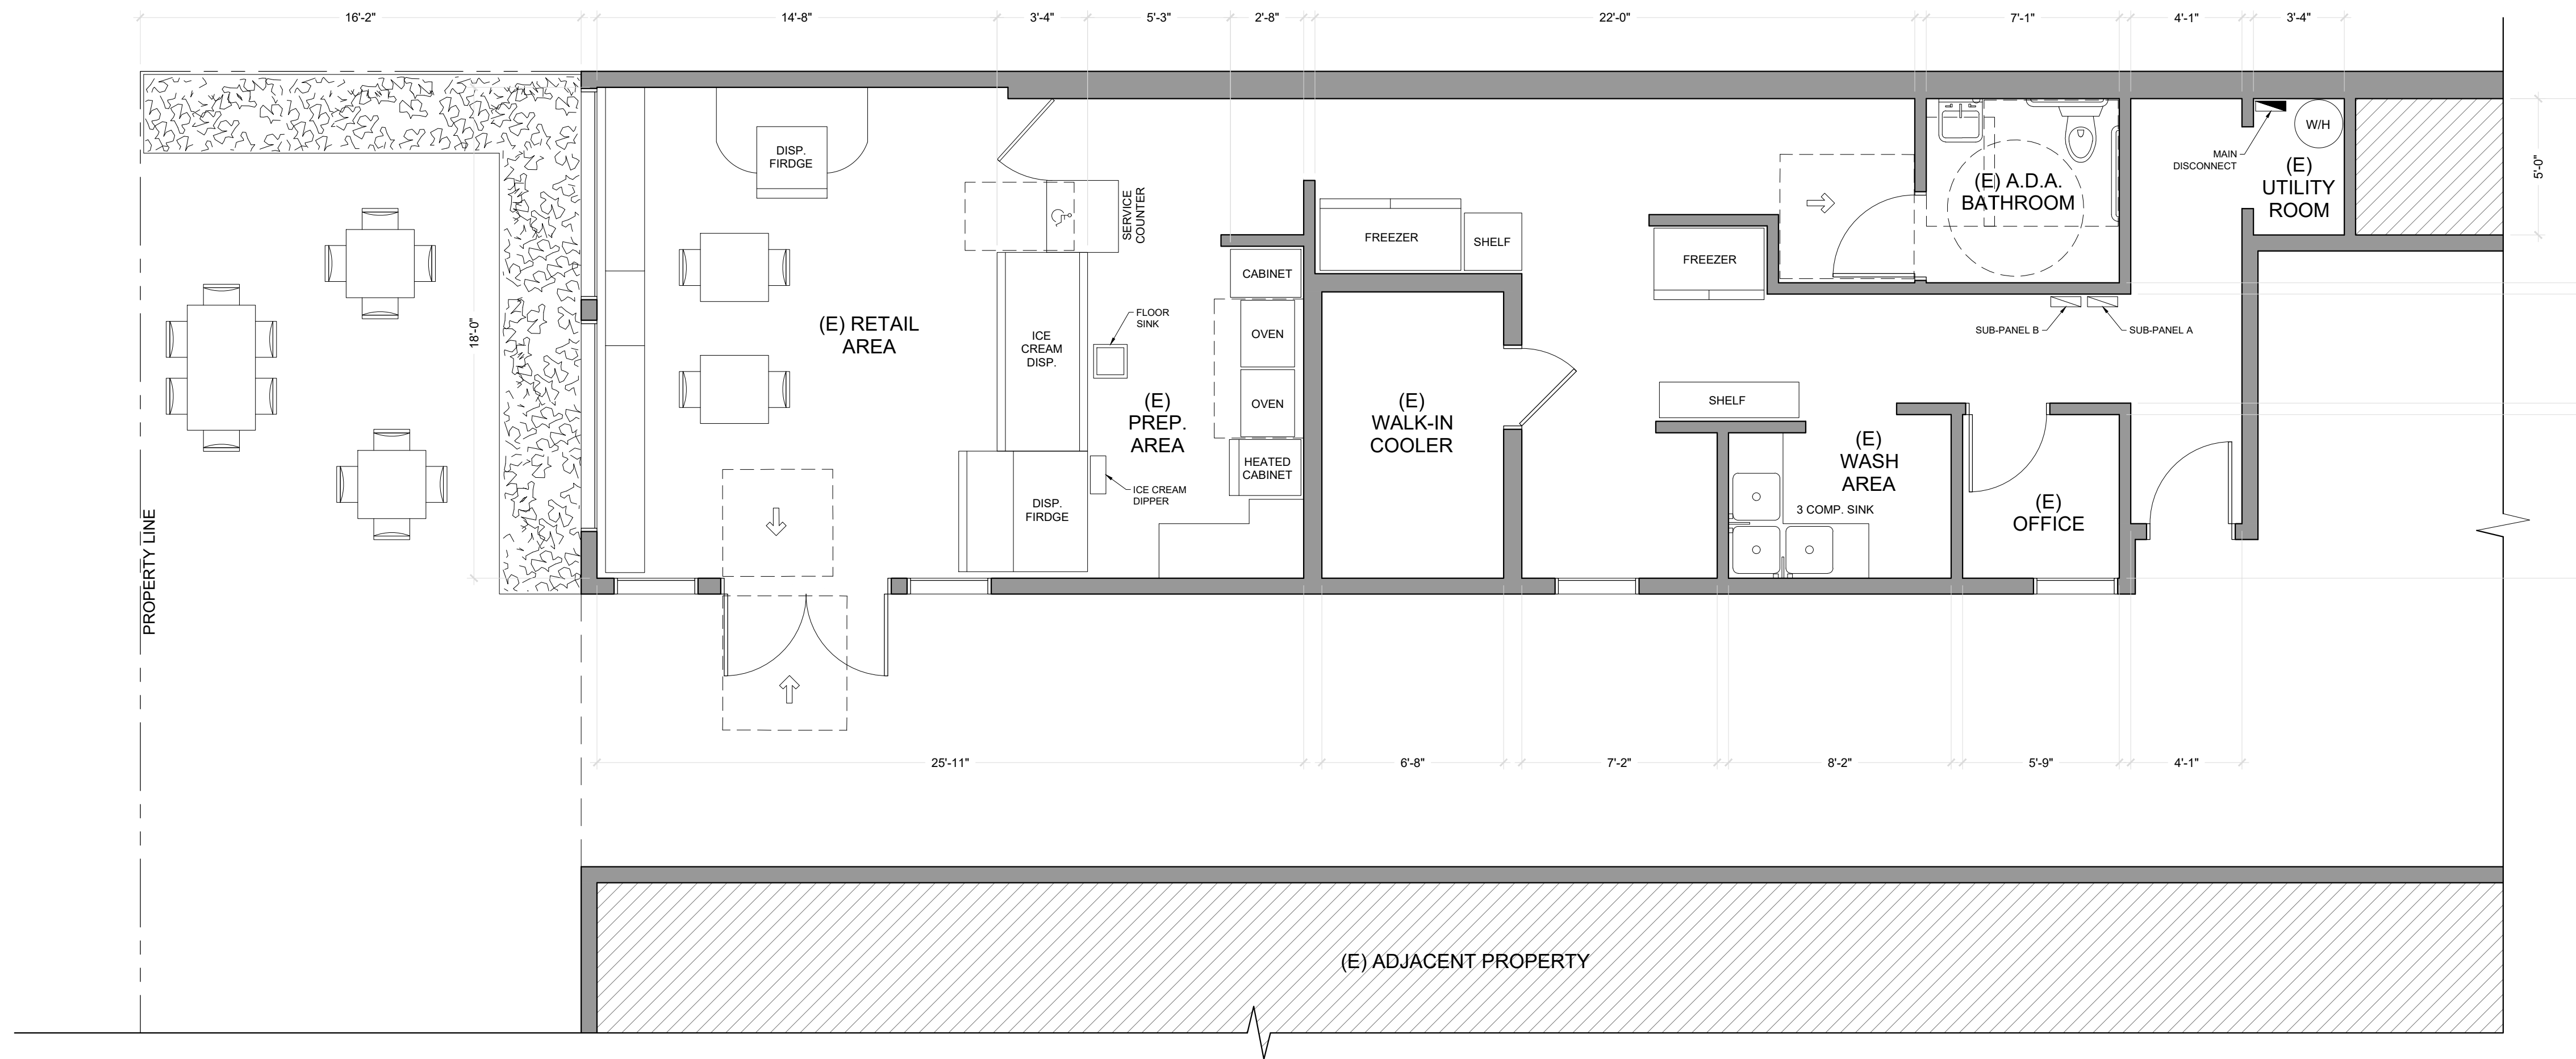 16'-2"
14'-8"
3'-4"
5'-3"
2'-8"
22'-0"
7'-1"
4'-1"
3'-4"
DISP.
FIRDGE
SERVICE
COUNTER
FREEZER
SHELF
FREEZER
(E) A.D.A.
BATHROOM
MAIN
DISCONNECT
W/H
(E)
UTILITY
ROOM
5'-0"
CABINET
18'-0"
(E) RETAIL
AREA
ICE
CREAM
DISP.
FLOOR
SINK
OVEN
OVEN
SUB-PANEL B
SUB-PANEL A
(E)
PREP.
AREA
(E)
WALK-IN
COOLER
SHELF
(E)
WASH
AREA
3 COMP. SINK
HEATED
CABINET
ICE CREAM
DIPPER
DISP.
FIRDGE
(E)
OFFICE
PROPERTY LINE
25'-11"
6'-8"
7'-2"
8'-2"
5'-9"
4'-1"
(E) ADJACENT PROPERTY